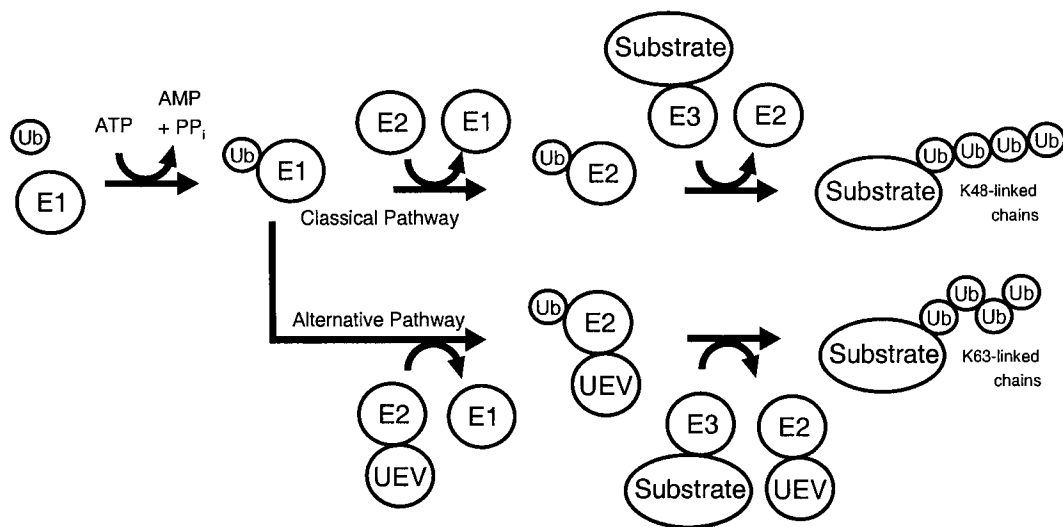 Ub
E1
ATP
AMP
+ PPi
Ub
E1
E2
E1
Classical Pathway
Ub
E2
Substrate
E3
E2
Substrate
Ub
Ub
Ub
Ub
K48-linked
chains
Alternative Pathway
E2
UEV
E1
Ub
E2
UEV
E3
Substrate
E2
UEV
Substrate
Ub
Ub
Ub
Ub
K63-linked
chains